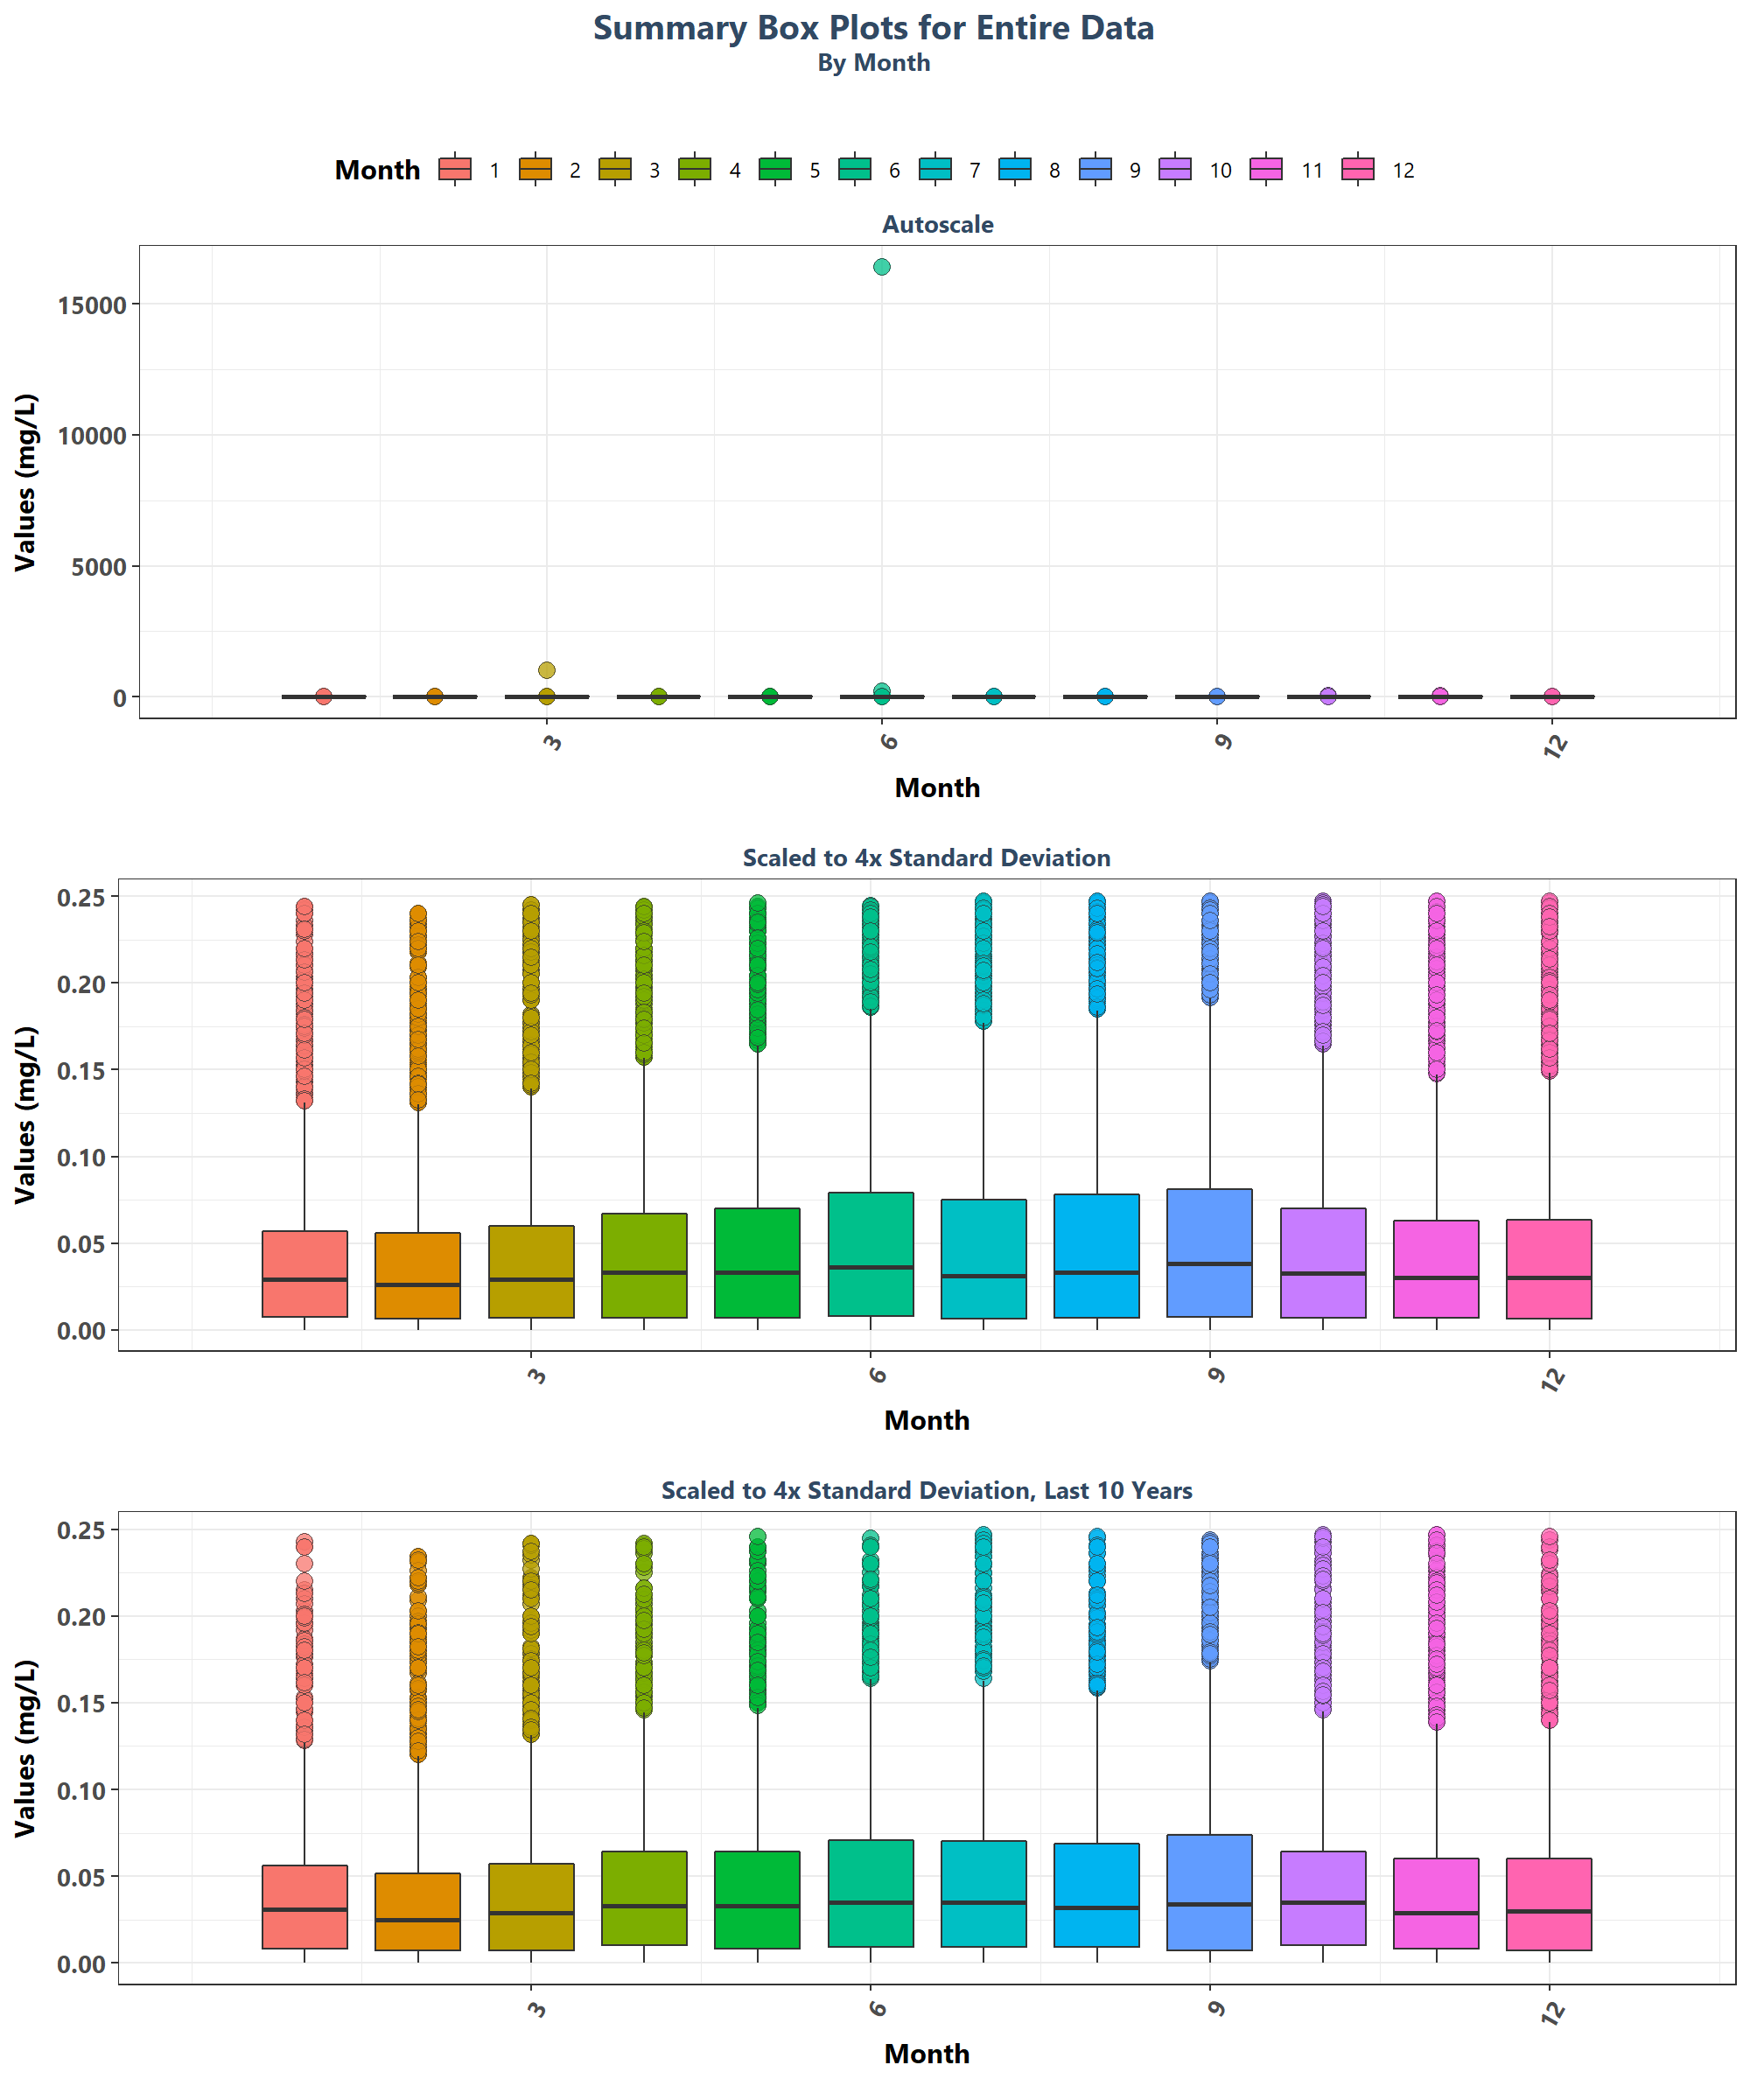 Summary Box Plots for Entire Data
By Month
Month 1 2 3 4 5 6 7 8 9 10 11 12
Autoscale
Values (mg/L)
15000
10000
5000
0
3 6 9 12
Month
Scaled to 4x Standard Deviation
Values (mg/L)
0.25
0.20
0.15
0.10
0.05
0.00
3 6 9 12
Month
Scaled to 4x Standard Deviation, Last 10 Years
Values (mg/L)
0.25
0.20
0.15
0.10
0.05
0.00
3 6 9 12
Month